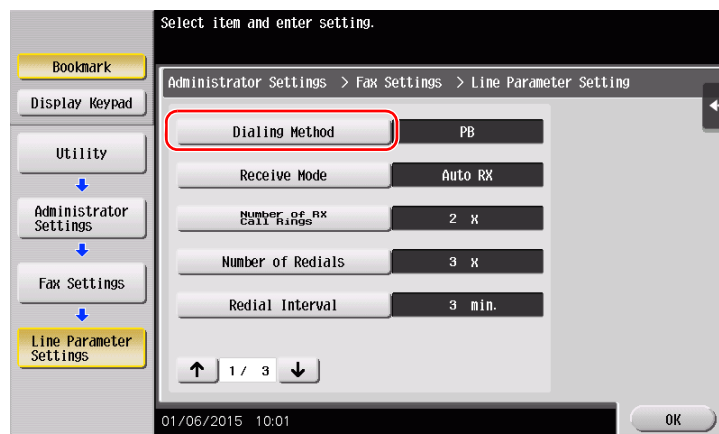 Select item and enter setting.
Bookmark
Display Keypad
Utility
Administrator
Settings
Fax Settings
Line Parameter
Settings
Administrator Settings > Fax Settings > Line Parameter Setting
Dialing Method PB
Receive Mode Auto RX
Number of RX
Call Rings 2 X
Number of Redials 3 X
Redial Interval 3 min.
1/ 3
01/06/2015 10:01
OK